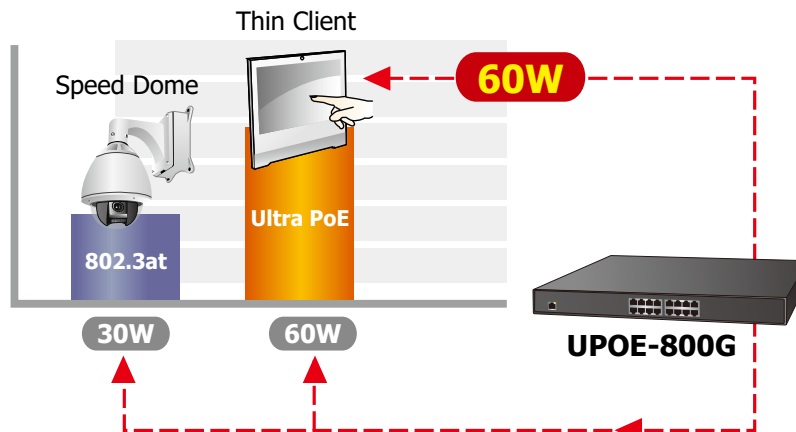 Thin Client
Speed Dome
60W
Ultra PoE
802.3at
30W
60W
UPOE-800G